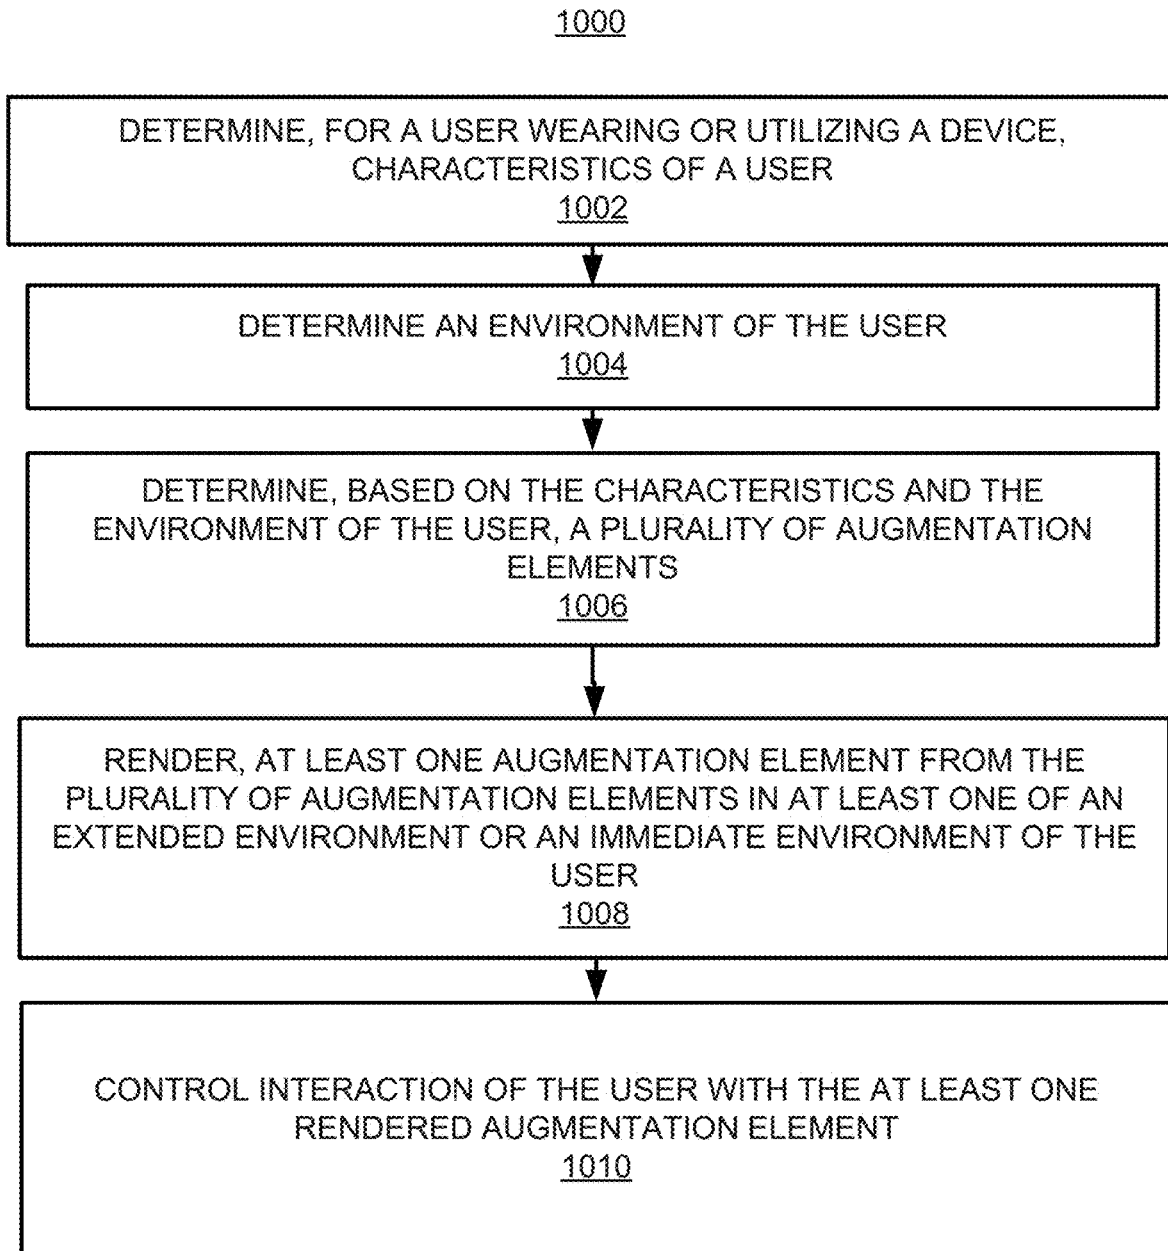 1000
DETERMINE, FOR A USER WEARING OR UTILIZING A DEVICE,
CHARACTERISTICS OF A USER
1002
DETERMINE AN ENVIRONMENT OF THE USER
1004
DETERMINE, BASED ON THE CHARACTERISTICS AND THE
ENVIRONMENT OF THE USER, A PLURALITY OF AUGMENTATION
ELEMENTS
1006
RENDER, AT LEAST ONE AUGMENTATION ELEMENT FROM THE
PLURALITY OF AUGMENTATION ELEMENTS IN AT LEAST ONE OF AN
EXTENDED ENVIRONMENT OR AN IMMEDIATE ENVIRONMENT OF THE
USER
1008
CONTROL INTERACTION OF THE USER WITH THE AT LEAST ONE
RENDERED AUGMENTATION ELEMENT
1010